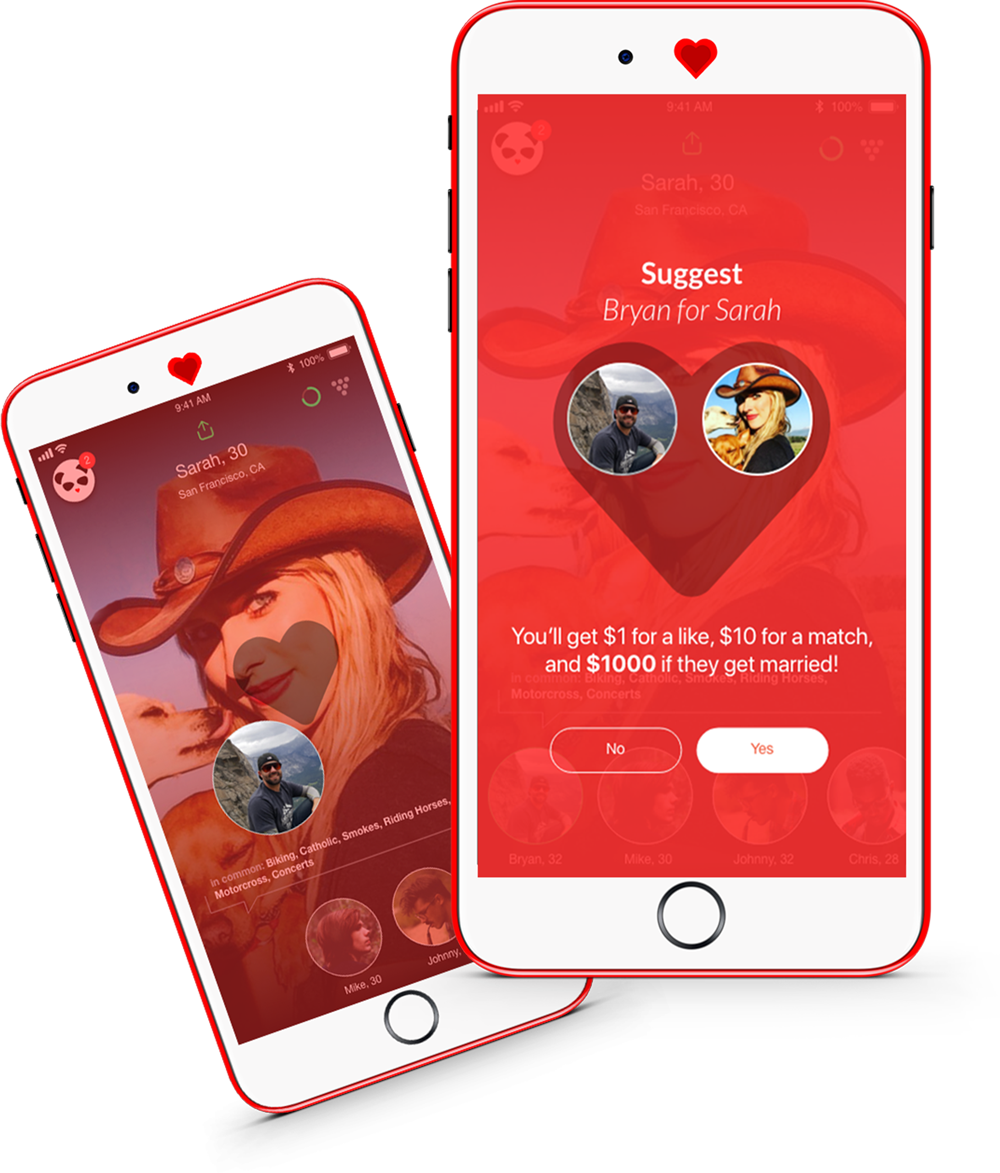 9:41 AM
100%
2
Sarah, 30
San Francisco, CA
Suggest
Bryan for Sarah
You'll get $1 for a like, $10 for a match,
and $1000 if they get married!
in common: Biking, Catholic, Smokes, Riding Horses,
Motorcross, Concerts
No
Yes
Bryan, 32
Mike, 30
Johnny, 32
Chris, 28
9:41 AM
100%
2
Sarah, 30
San Francisco, CA
in common: Biking, Catholic, Smokes, Riding Horses,
Motorcross, Concerts
Mike, 30
Johnny,